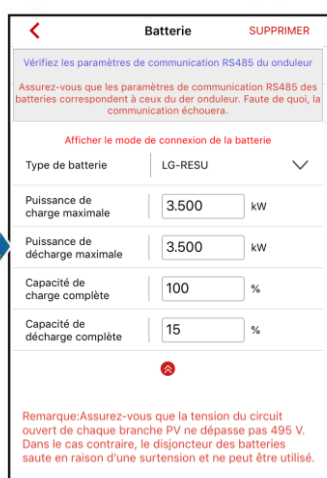 Batterie
SUPPRIMER
Vérifiez les paramètres de communication RS485 du onduleur
Assurez-vous que les paramètres de communication RS485 des
batteries correspondent à ceux du der onduleur. Faute de quoi, la
communication échouera.
Afficher le mode de connexion de la batterie
Type de batterie LG-RESU
Puissance de
charge maximale 3.500 kW
Puissance de
décharge maximale 3.500 kW
Capacité de
charge complète 100 %
Capacité de
décharge complète 15 %
Remarque:Assurez-vous que la tension du circuit
ouvert de chaque branche PV ne dépasse pas 495 V.
Dans le cas contraire, le disjoncteur des batteries
saute en raison d'une surtension et ne peut être utilisé.